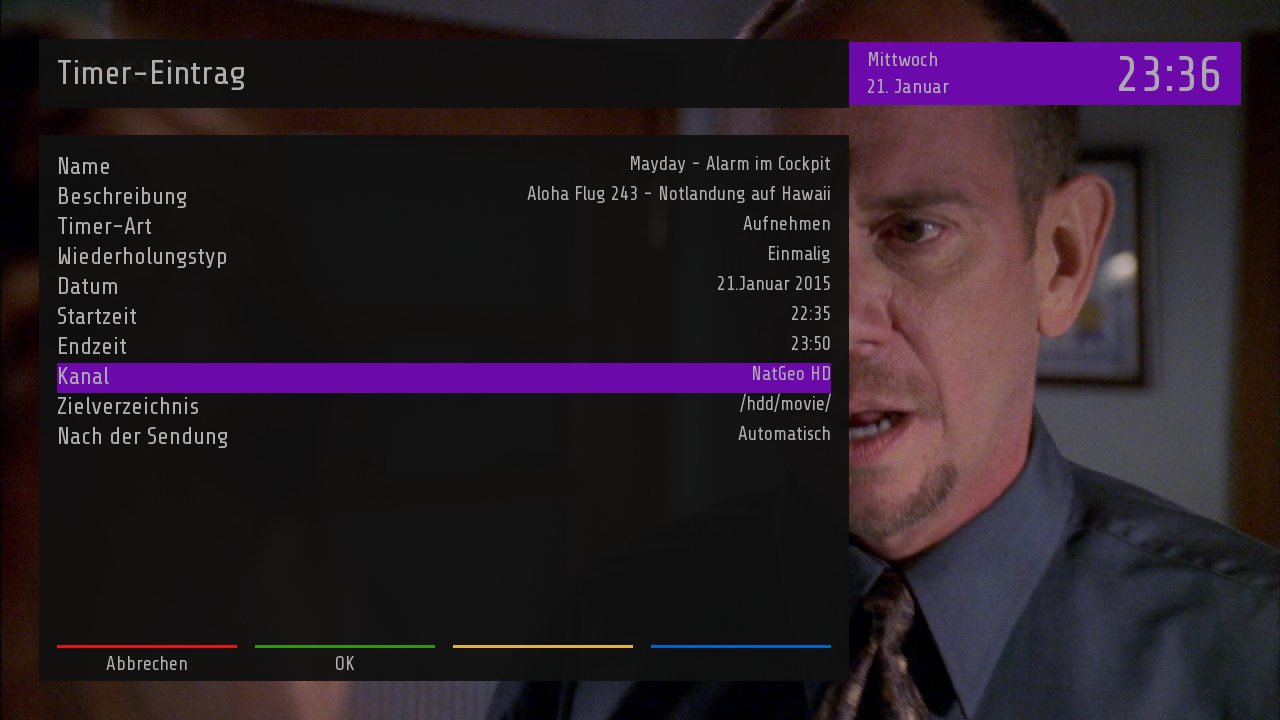 Timer-Eintrag
Mittwoch
21. Januar
23:36
Name Mayday - Alarm im Cockpit
Beschreibung Aloha Flug 243 - Notlandung auf Hawaii
Timer-Art Aufnehmen
Wiederholungstyp Einmalig
Datum 21.Januar 2015
Startzeit 22:35
Endzeit 23:50
Kanal NatGeo HD
Zielverzeichnis /hdd/movie/
Nach der Sendung Automatisch
Abbrechen OK